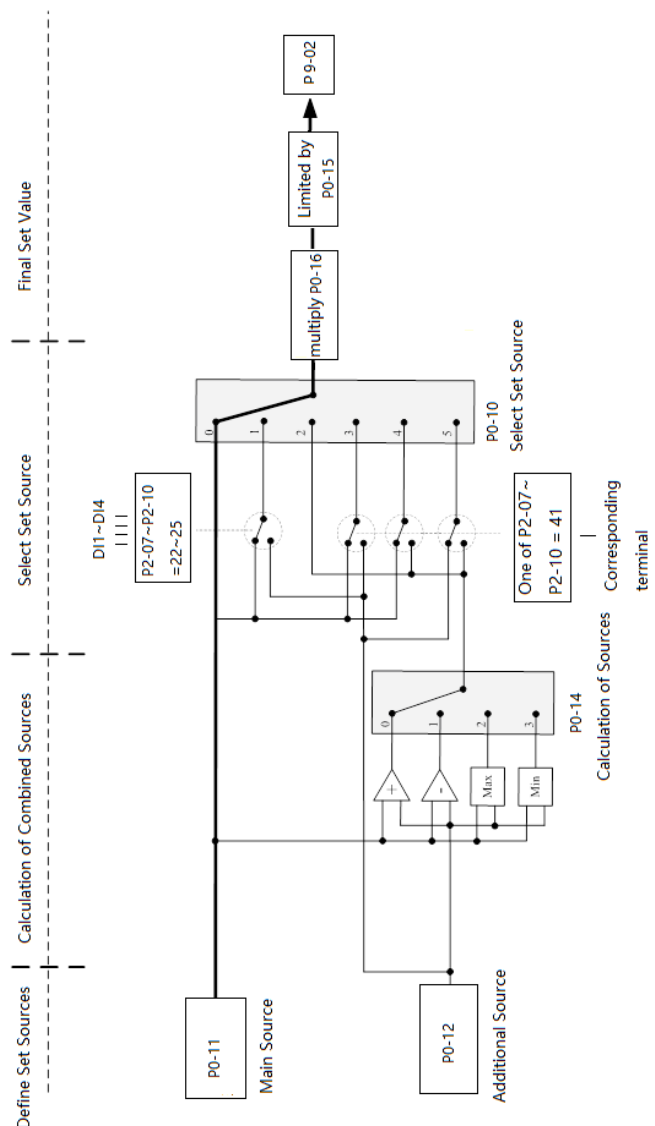 Define Set Sources
Calculation of Combined Sources
Select Set Source
Final Set Value
P0-11
Main Source
P0-12
Additional Source
+
-
Max
Min
0
1
2
3
P0-14
Calculation of Sources
DI1~DI4
P2-07~P2-10
=22~25
One of P2-07~
P2-10 = 41
Corresponding
terminal
0
1
2
3
4
5
P0-10
Select Set Source
multiply P0-16
Limited by
P0-15
P 9-02